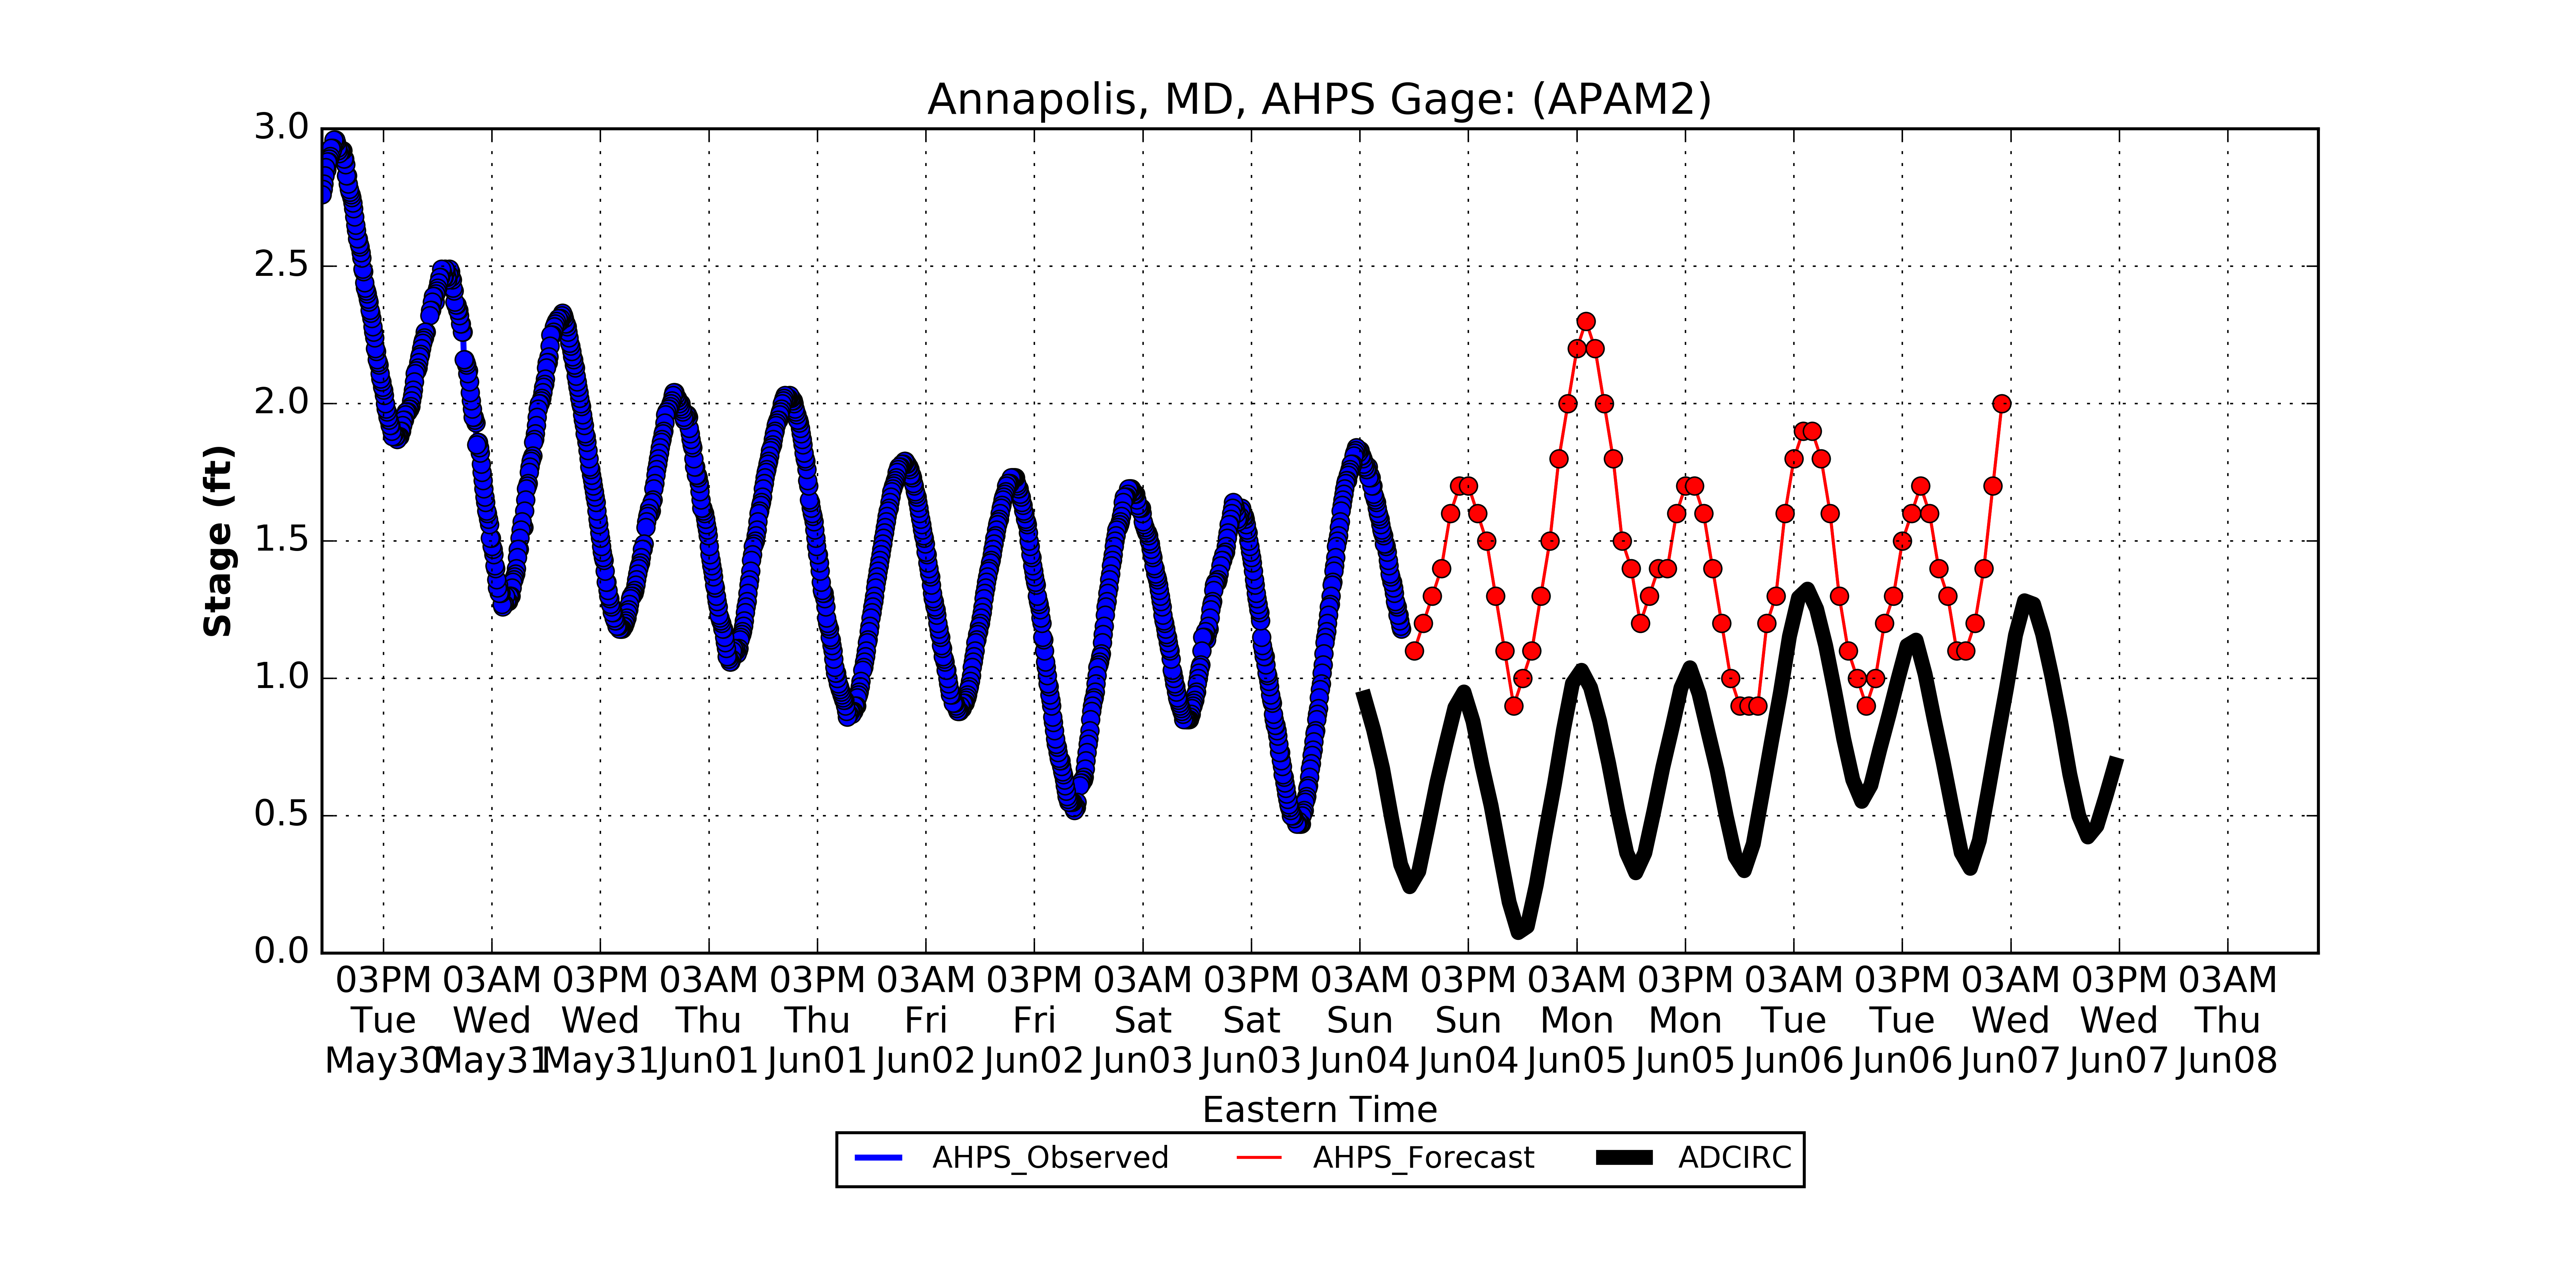 Annapolis, MD, AHPS Gage: (APAM2)
3.0
2.5
2.0
1.5
1.0
0.5
0.0
Stage (ft)
03PM 03AM 03PM 03AM 03PM 03AM 03PM 03AM 03PM 03AM 03PM 03AM 03PM 03AM 03PM 03AM 03PM 03AM
Tue Wed Wed Thu Thu Fri Fri Sat Sat Sun Sun Mon Mon Tue Tue Wed Wed Thu
May30 May31 May31 Jun01 Jun01 Jun02 Jun02 Jun03 Jun03 Jun04 Jun04 Jun05 Jun05 Jun06 Jun06 Jun07 Jun07 Jun08
Eastern Time
AHPS_Observed AHPS_Forecast ADCIRC